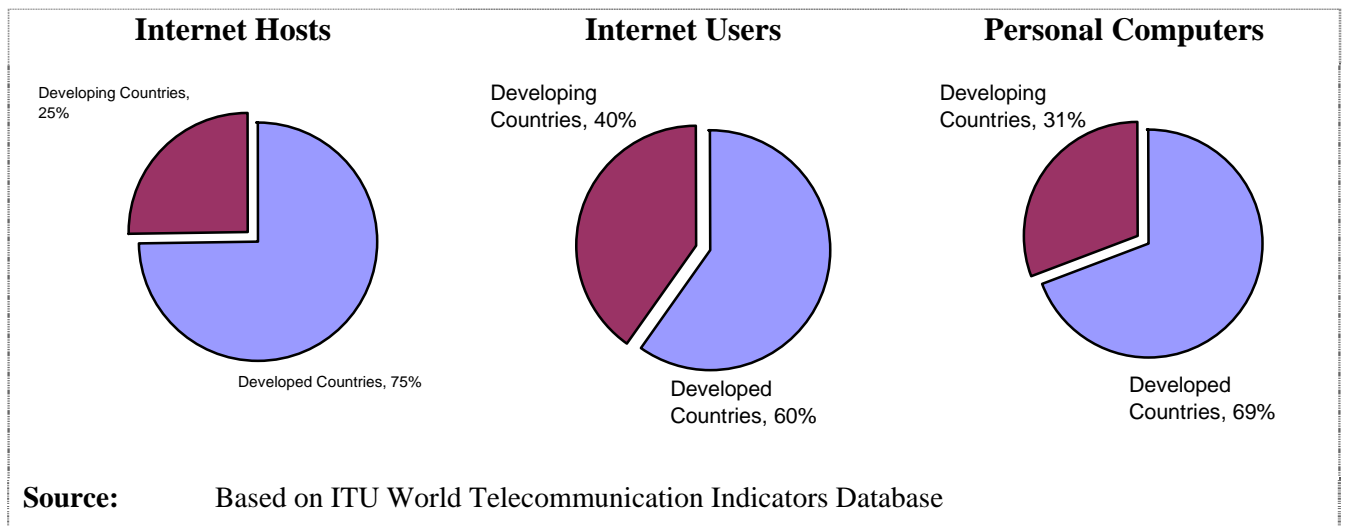 Internet Hosts
Developing Countries,
25%
Developed Countries, 75%
Internet Users
Developing
Countries, 40%
Developed
Countries, 60%
Personal Computers
Developing
Countries, 31%
Developed
Countries, 69%
Source: Based on ITU World Telecommunication Indicators Database